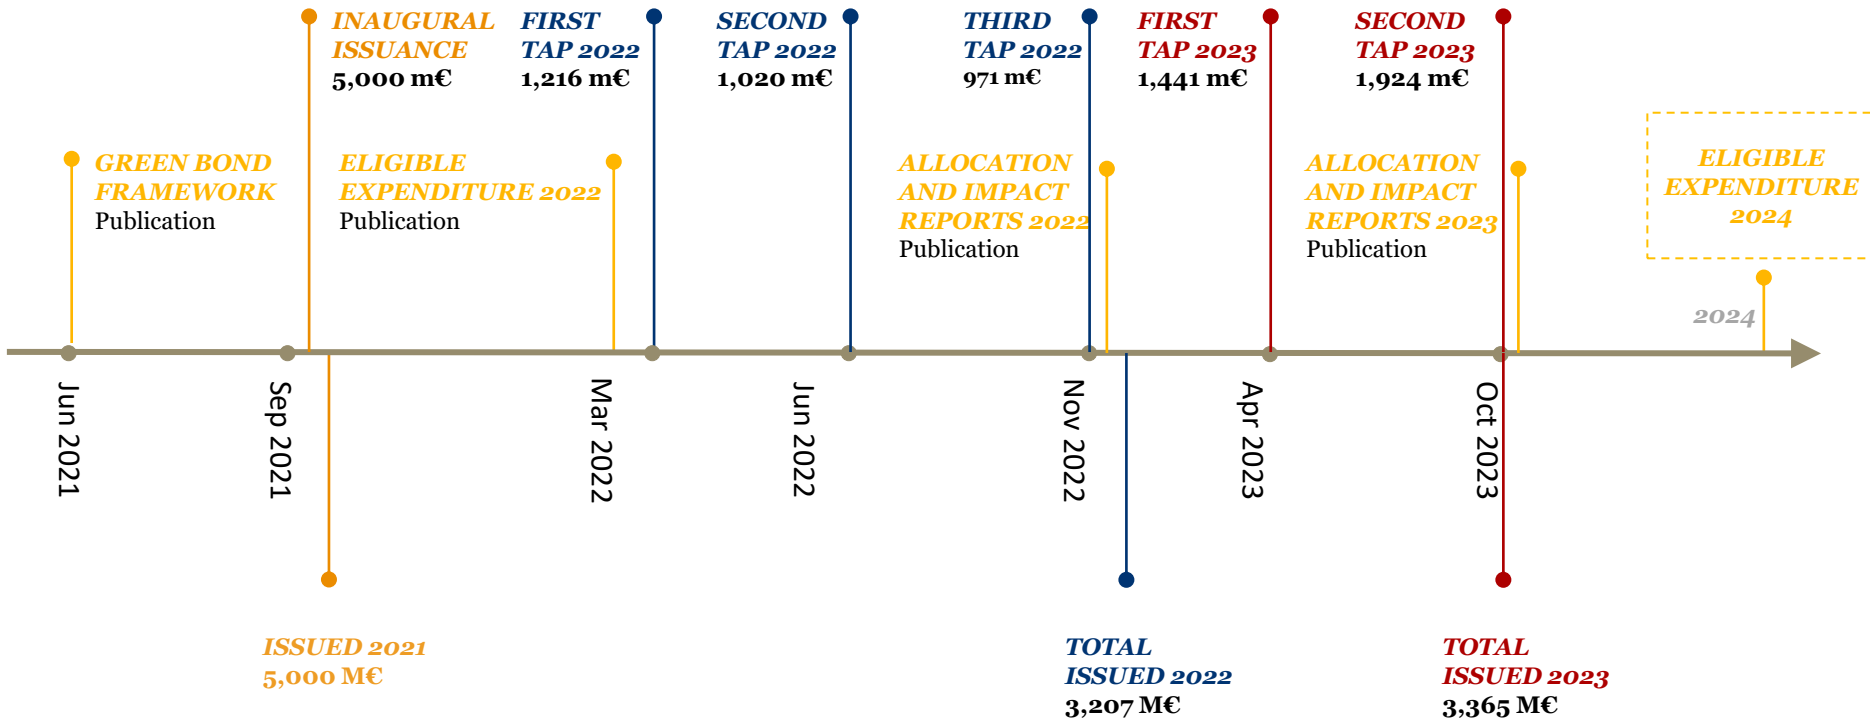 INAUGURAL
ISSUANCE
5,000 m€
FIRST
TAP 2022
1,216 m€
SECOND
TAP 2022
1,020 m€
THIRD
TAP 2022
971 m€
FIRST
TAP 2023
1,441 m€
SECOND
TAP 2023
1,924 m€
GREEN BOND
FRAMEWORK
Publication
ELIGIBLE
EXPENDITURE 2022
Publication
ALLOCATION
AND IMPACT
REPORTS 2022
Publication
ALLOCATION
AND IMPACT
REPORTS 2023
Publication
ELIGIBLE
EXPENDITURE
2024
2024
Jun 2021
Sep 2021
Mar 2022
Jun 2022
Nov 2022
Apr 2023
Oct 2023
ISSUED 2021
5,000 M€
TOTAL
ISSUED 2022
3,207 M€
TOTAL
ISSUED 2023
3,365 M€